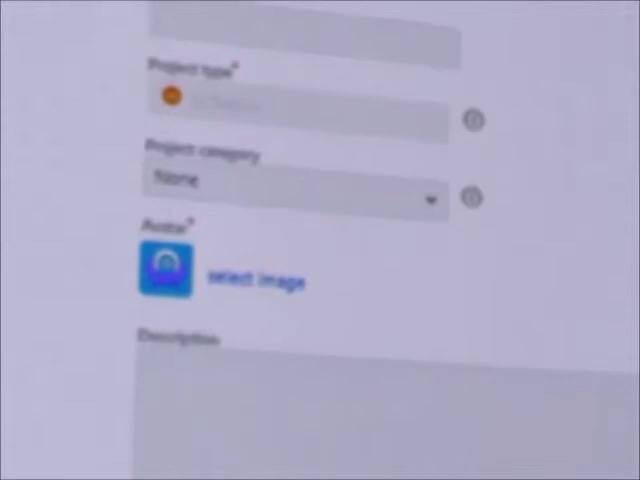 Project type*
Project category
None
Avatar*
select image
Description